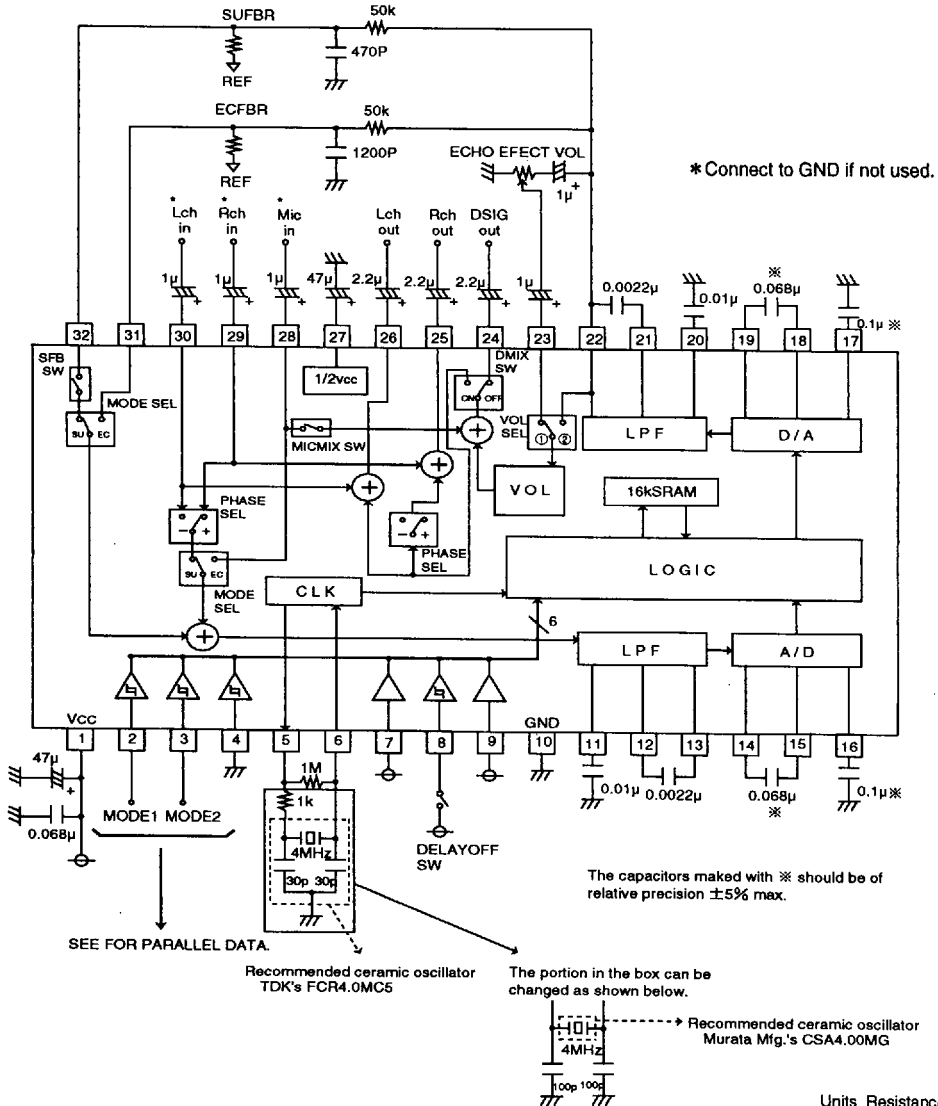 SUFBR
50k
470P
REF
ECFBR
50k
1200P
REF
ECHO EFECT VOL
1μ +
*Connect to GND if not used.
*Lch in
*Rch in
*Mic in
Lch out
Rch out
DSIG out
1μ +
1μ +
1μ +
47μ +
2.2μ +
2.2μ +
2.2μ +
1μ +
0.0022μ
0.01μ
※ 0.068μ
0.1μ ※
32 31 30 29 28 27 26 25 24 23 22 21 20 19 18 17
SFB SW
MODE SEL
SU EC
1/2vcc
MICMIX SW
DMIX SW
ON OFF
VOL SEL
① ②
LPF
D/A
PHASE SEL
- +
VOL
16kSRAM
- +
PHASE SEL
SU EC
MODE SEL
CLK
LOGIC
6
LPF
A/D
Vcc
GND
1 2 3 4 5 6 7 8 9 10 11 12 13 14 15 16
47μ +
0.068μ
MODE1 MODE2
1M
1k
4MHz
30p 30p
DELAYOFF SW
0.01μ
0.0022μ
0.068μ ※
0.1μ※
The capacitors maked with ※ should be of
relative precision ±5% max.
SEE FOR PARALLEL DATA.
Recommended ceramic oscillator
TDK's FCR4.0MC5
The portion in the box can be
changed as shown below.
4MHz
100p 100p
Recommended ceramic oscillator
Murata Mfg.'s CSA4.00MG
Units Resistance